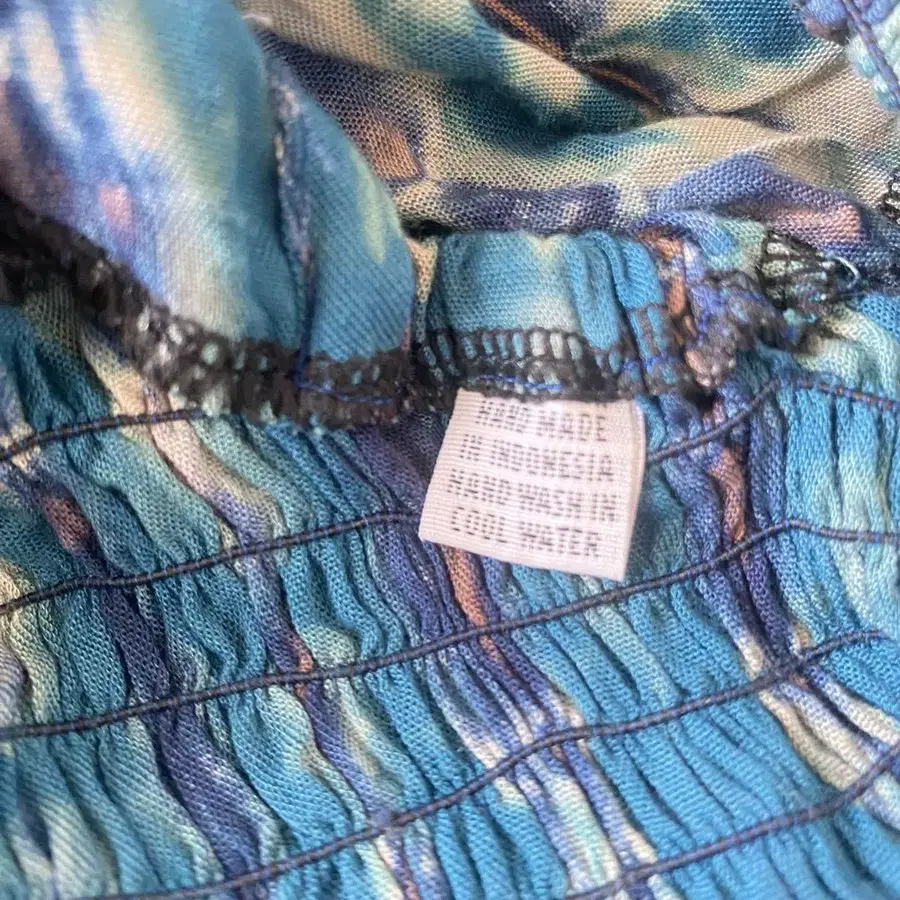 HAND MADE
IN INDONESIA
HAND WASH IN
COOL WATER